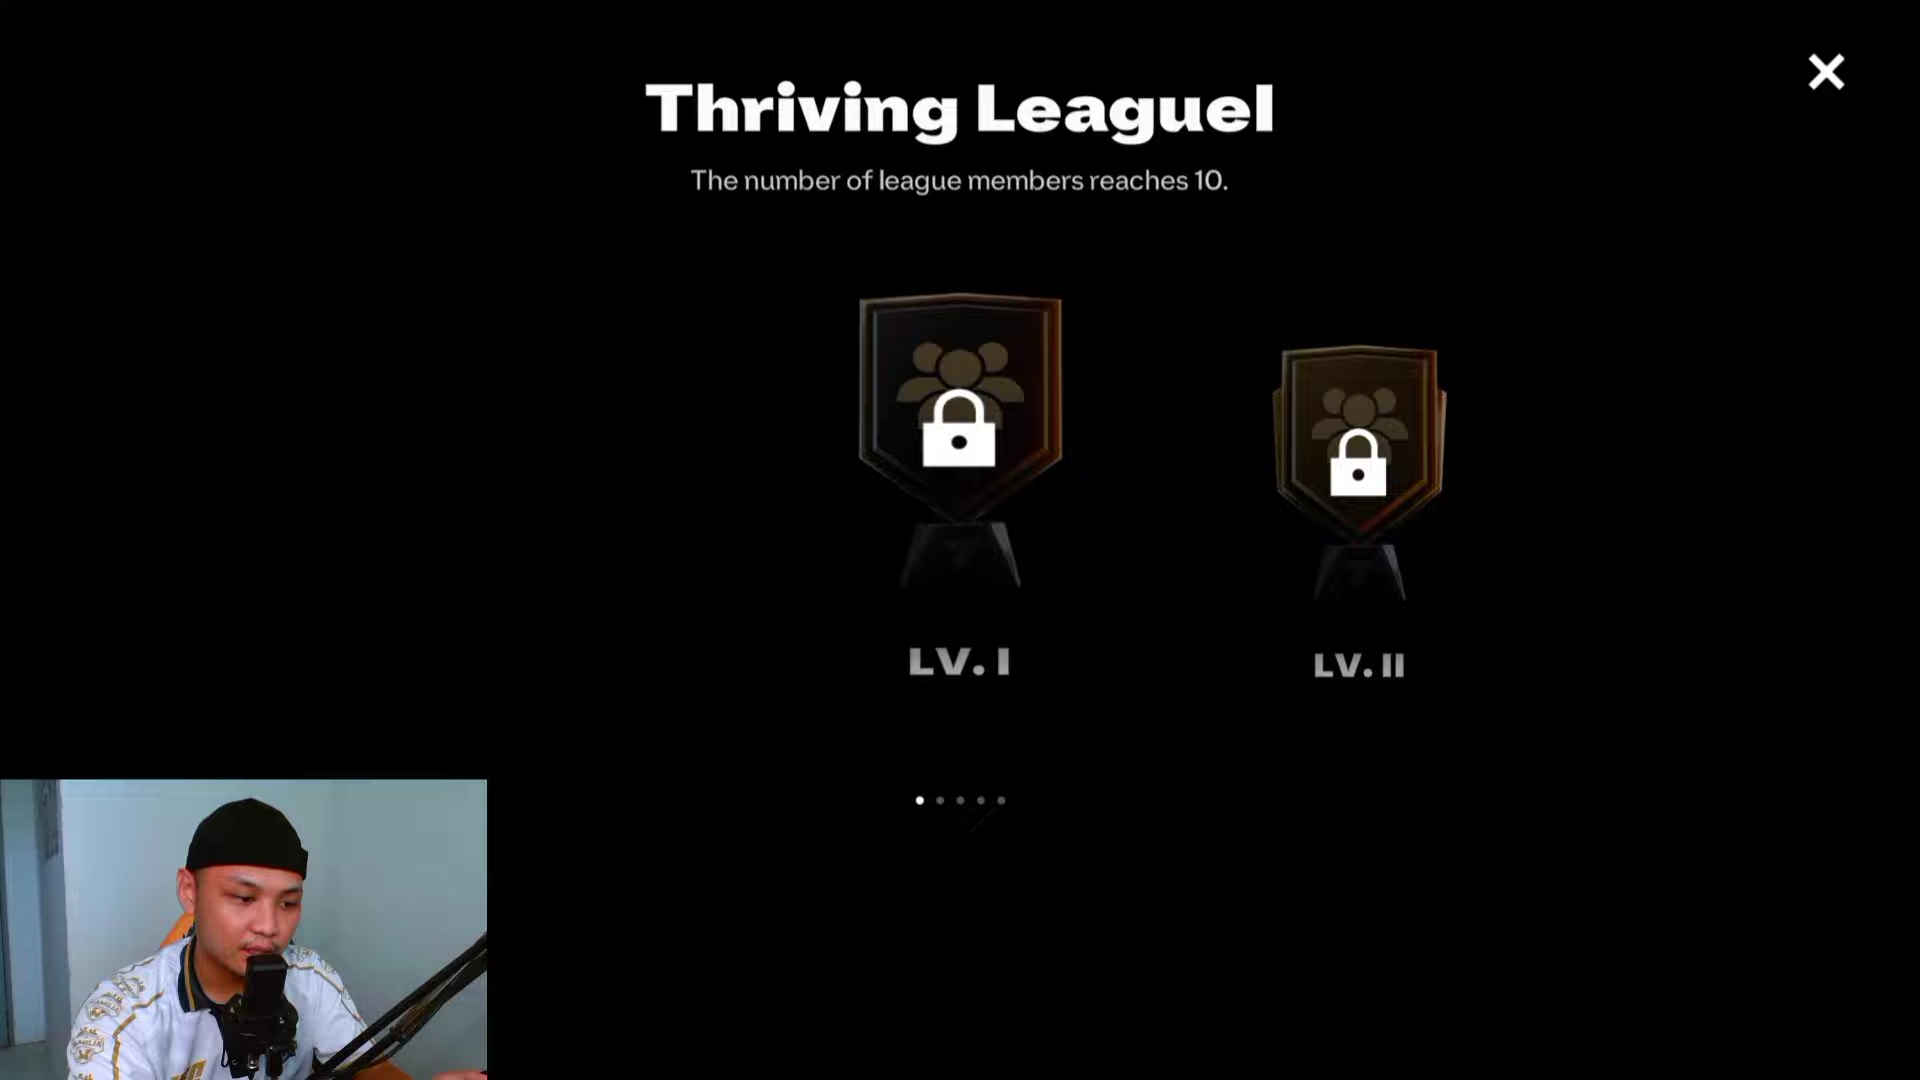 Thriving LeagueI
The number of league members reaches 10.
LV. I
LV. II